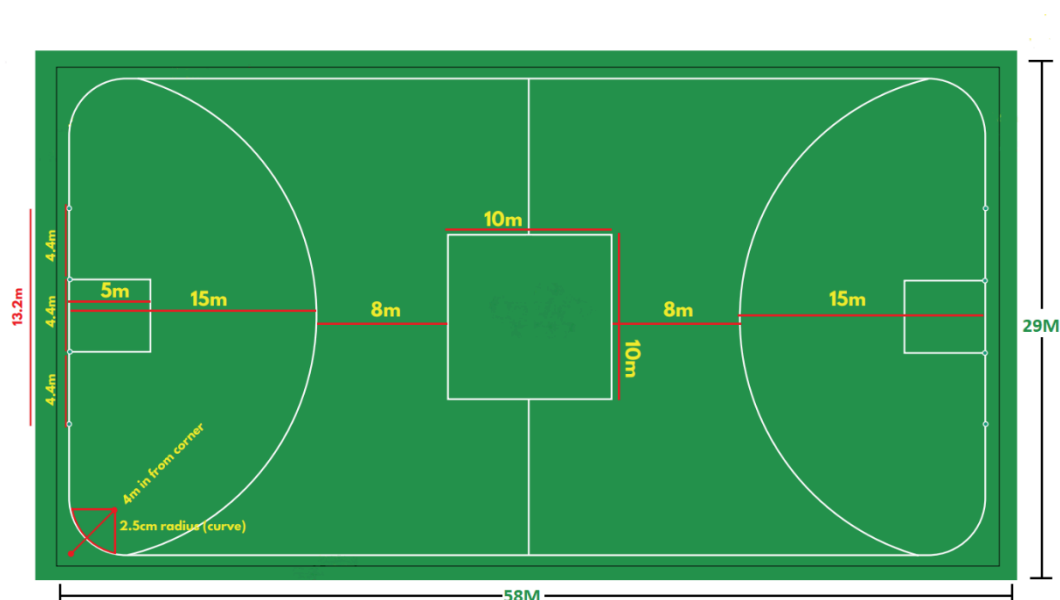 10m
4.4m
5m
15m
8m
8m
15m
13.2m
4.4m
10m
29M
4.4m
4m in from corner
2.5cm radius (curve)
58M